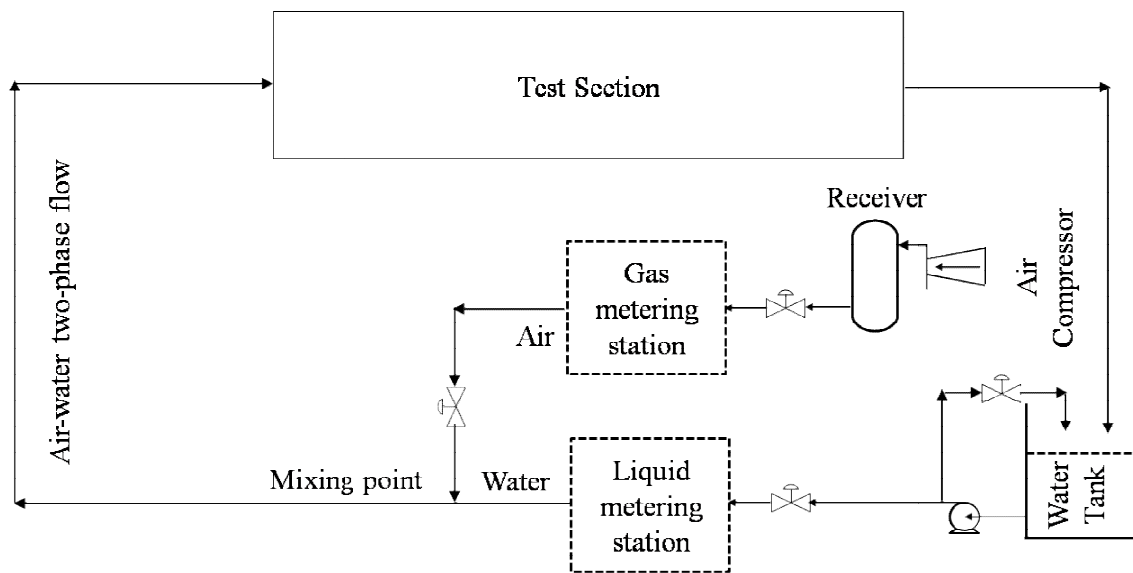 Test Section
Air-water two-phase flow
Receiver
Air
Compressor
Gas
metering
station
Air
Mixing point
Water
Liquid
metering
station
Water
Tank